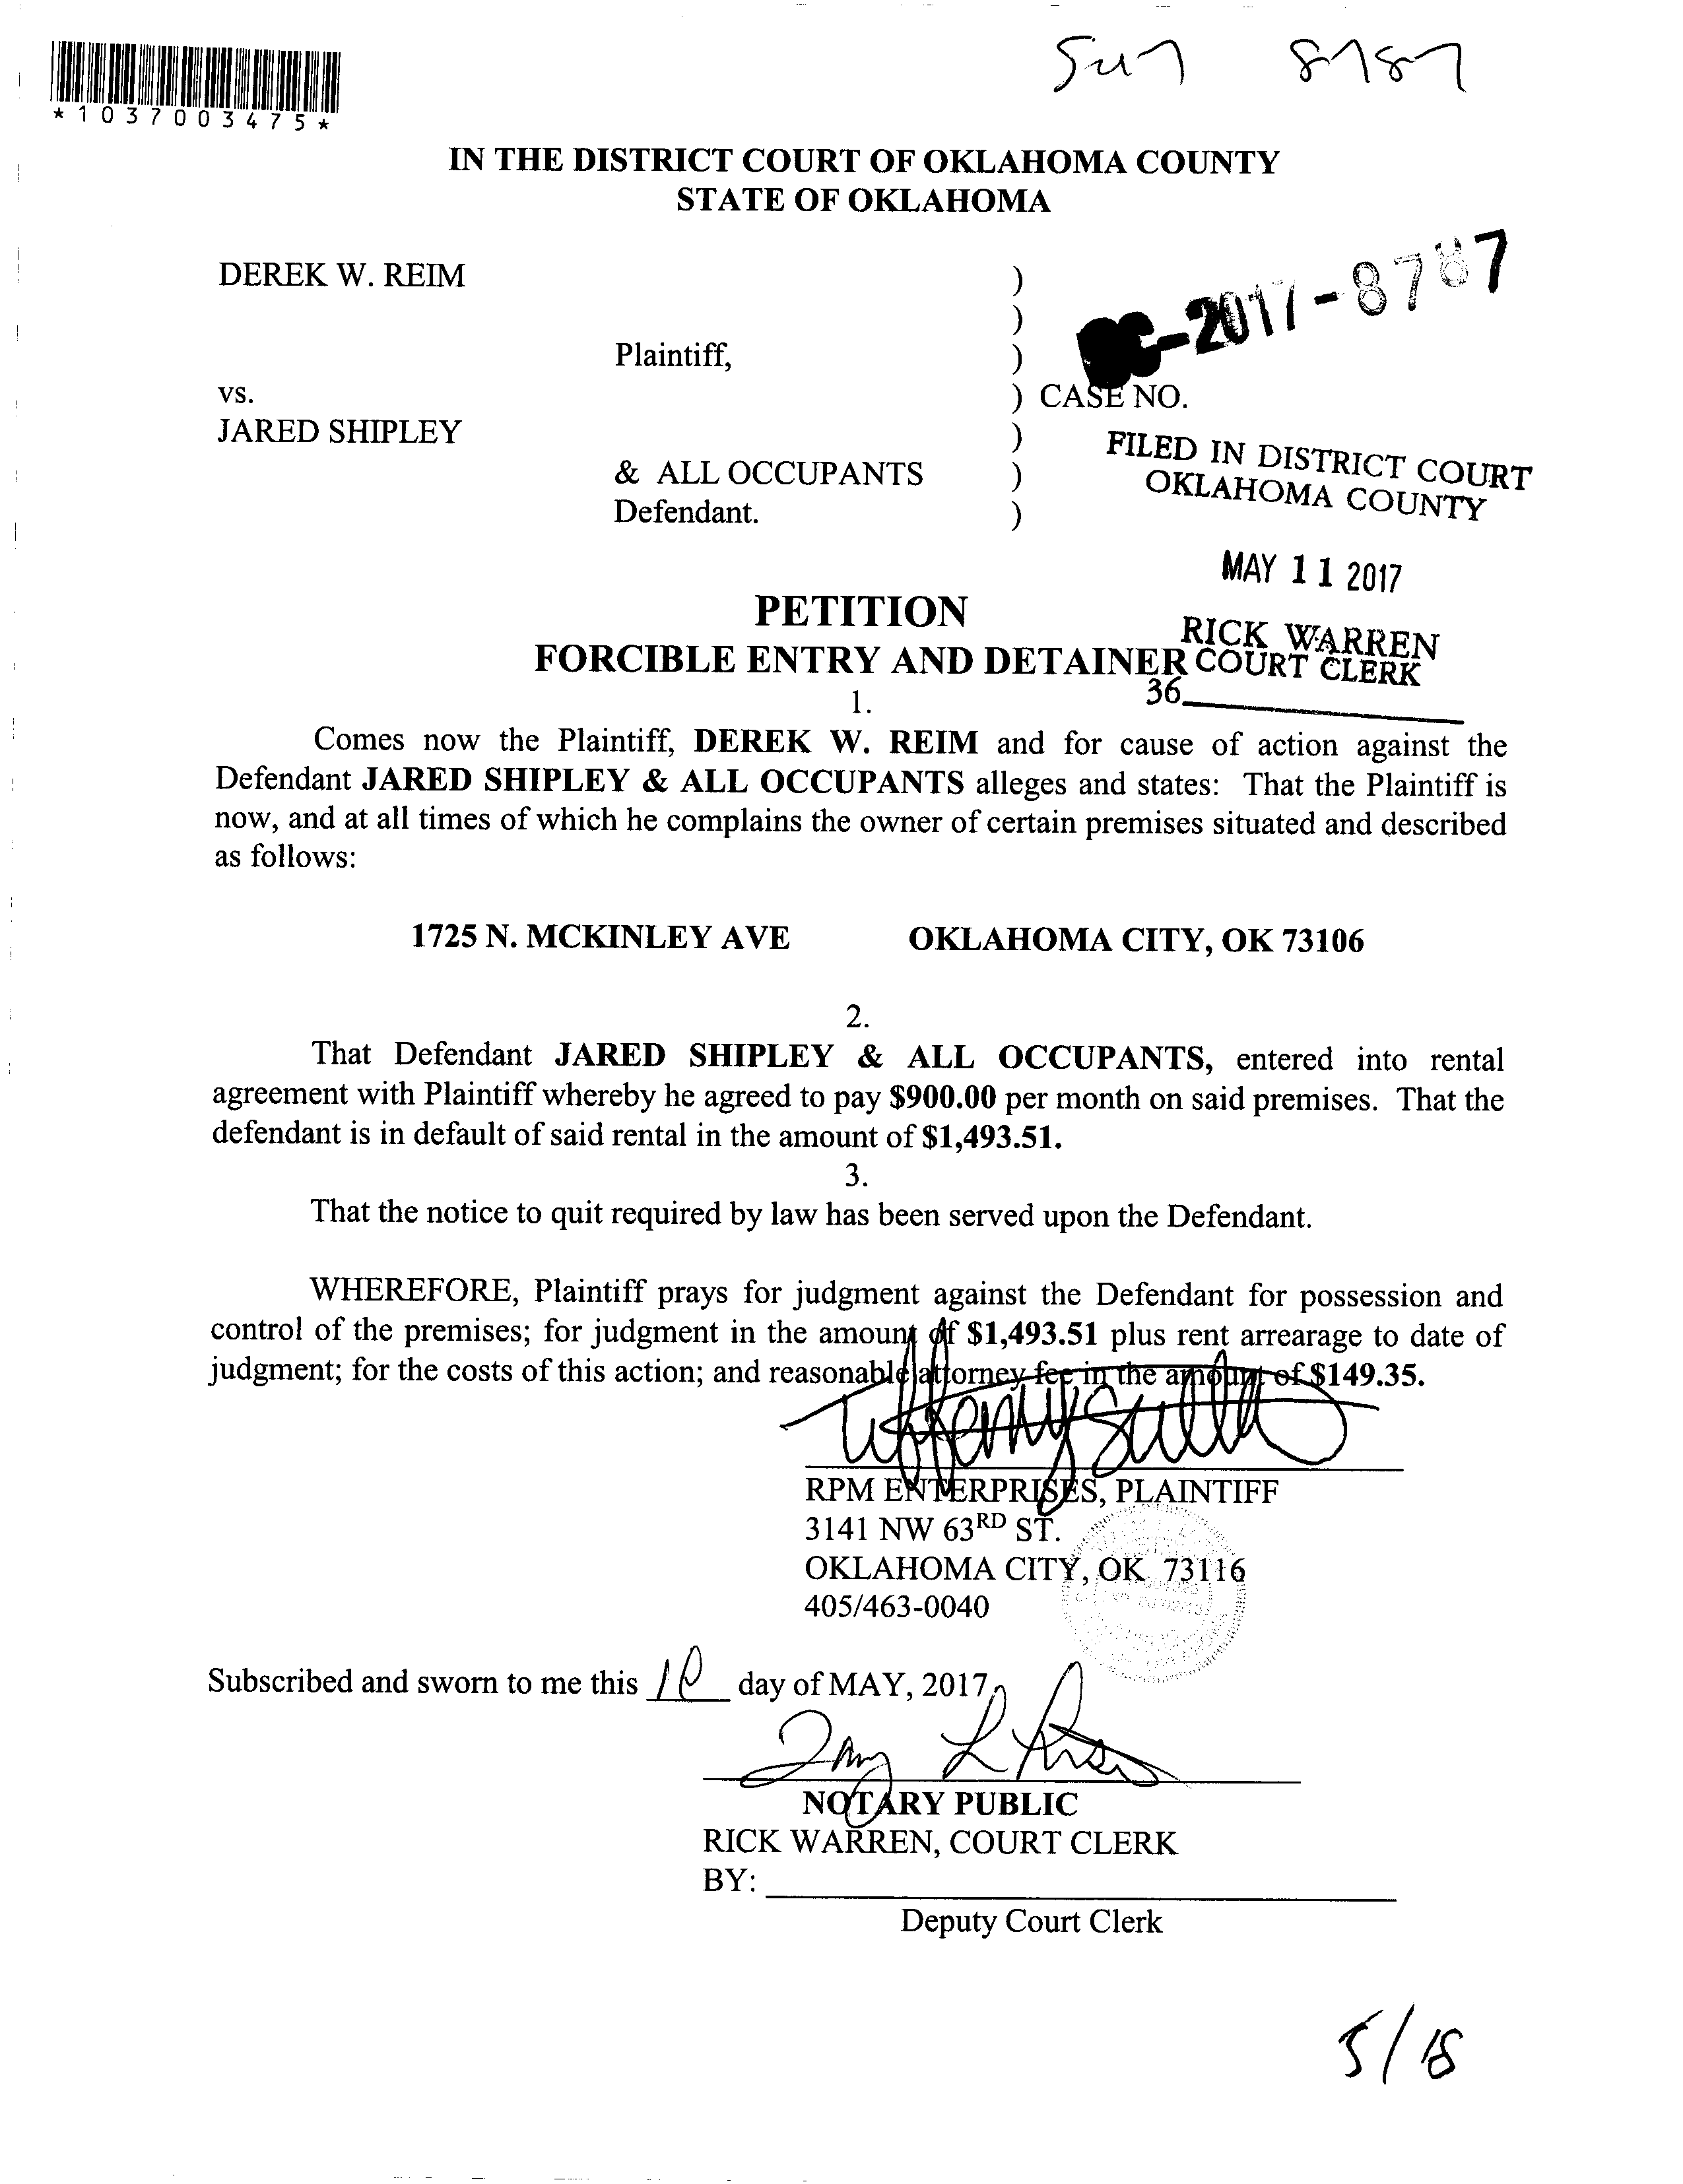 *1037003475*
IN THE DISTRICT COURT OF OKLAHOMA COUNTY
STATE OF OKLAHOMA
DEREK W. REIM )
)
Plaintiff, )
vs. ) CASE NO.
-2017-8787
JARED SHIPLEY )
& ALL OCCUPANTS )
Defendant. )
FILED IN DISTRICT COURT
OKLAHOMA COUNTY
MAY 11 2017
RICK WARREN
COURT CLERK
36
PETITION
FORCIBLE ENTRY AND DETAINER
1.
Comes now the Plaintiff, DEREK W. REIM and for cause of action against the
Defendant JARED SHIPLEY & ALL OCCUPANTS alleges and states: That the Plaintiff is
now, and at all times of which he complains the owner of certain premises situated and described
as follows:
1725 N. MCKINLEY AVE OKLAHOMA CITY, OK 73106
2.
That Defendant JARED SHIPLEY & ALL OCCUPANTS, entered into rental
agreement with Plaintiff whereby he agreed to pay $900.00 per month on said premises. That the
defendant is in default of said rental in the amount of $1,493.51.
3.
That the notice to quit required by law has been served upon the Defendant.
WHEREFORE, Plaintiff prays for judgment against the Defendant for possession and
control of the premises; for judgment in the amount of $1,493.51 plus rent arrearage to date of
judgment; for the costs of this action; and reasonable attorney fee in the amount of $149.35.
RPM ENTERPRISES, PLAINTIFF
3141 NW 63RD ST.
OKLAHOMA CITY, OK 73116
405/463-0040
Subscribed and sworn to me this 10 day of MAY, 2017
NOTARY PUBLIC
RICK WARREN, COURT CLERK
BY:
Deputy Court Clerk
5/18